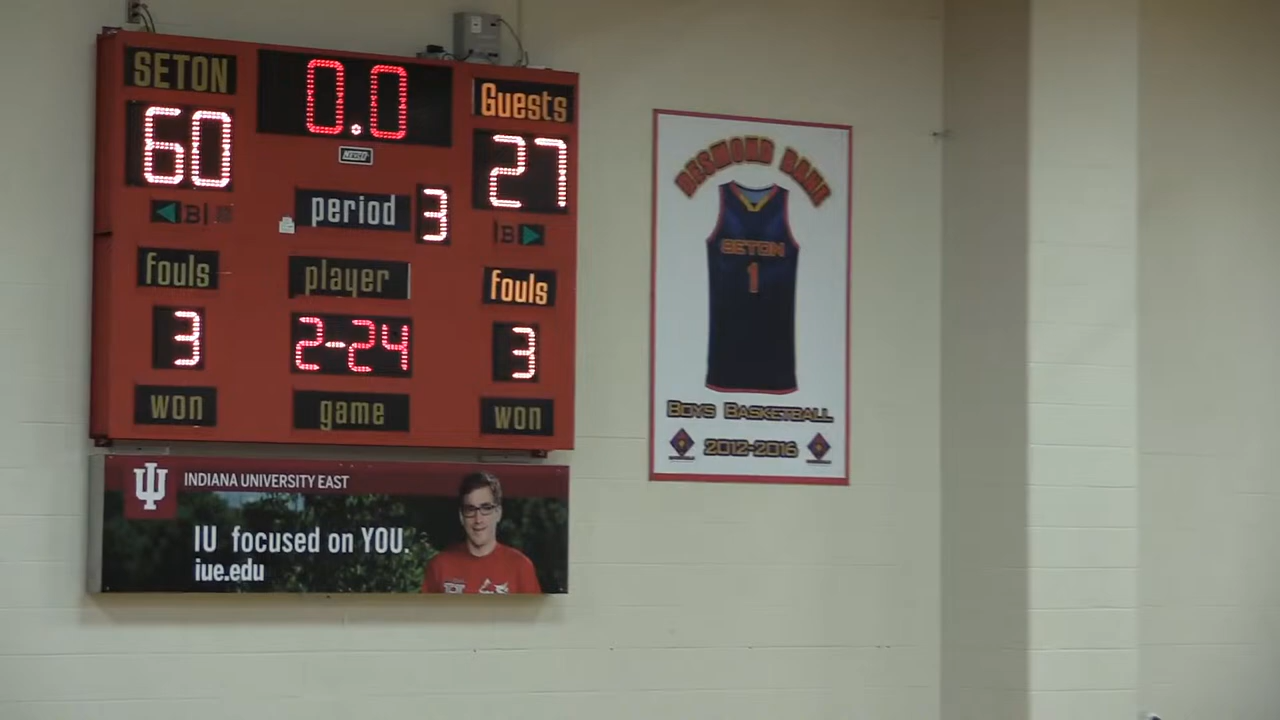 SETON
0.0
Guests
60
27
B
period
3
B
fouls
player
fouls
3
2-24
3
won
game
won
DESMOND BANE
SETON
1
BOYS BASKETBALL
2012-2016
INDIANA UNIVERSITY EAST
IU focused on YOU.
iue.edu